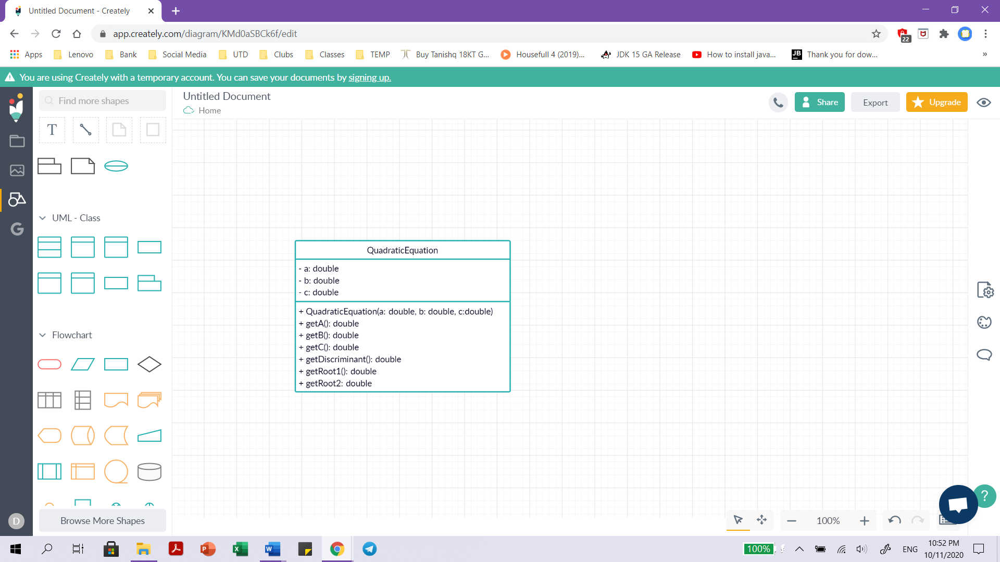 Untitled Document - Creately
app.creately.com/diagram/KMd0aSBCk6f/edit
22
Apps Lenovo Bank Social Media UTD Clubs Classes TEMP Buy Tanishq 18KT G... Housefull 4 (2019)... JDK 15 GA Release How to install java... JB Thank you for dow... »
You are using Creately with a temporary account. You can save your documents by signing up.
Find more shapes
Untitled Document
Home
Share
Export
Upgrade
T
UML - Class
G
QuadraticEquation
- a: double
- b: double
- c: double
+ QuadraticEquation(a: double, b: double, c:double)
+ getA(): double
+ getB(): double
+ getC(): double
+ getDiscriminant(): double
+ getRoot1(): double
+ getRoot2: double
Flowchart
?
D
Browse More Shapes
100%
100%
ENG
10:52 PM
10/11/2020